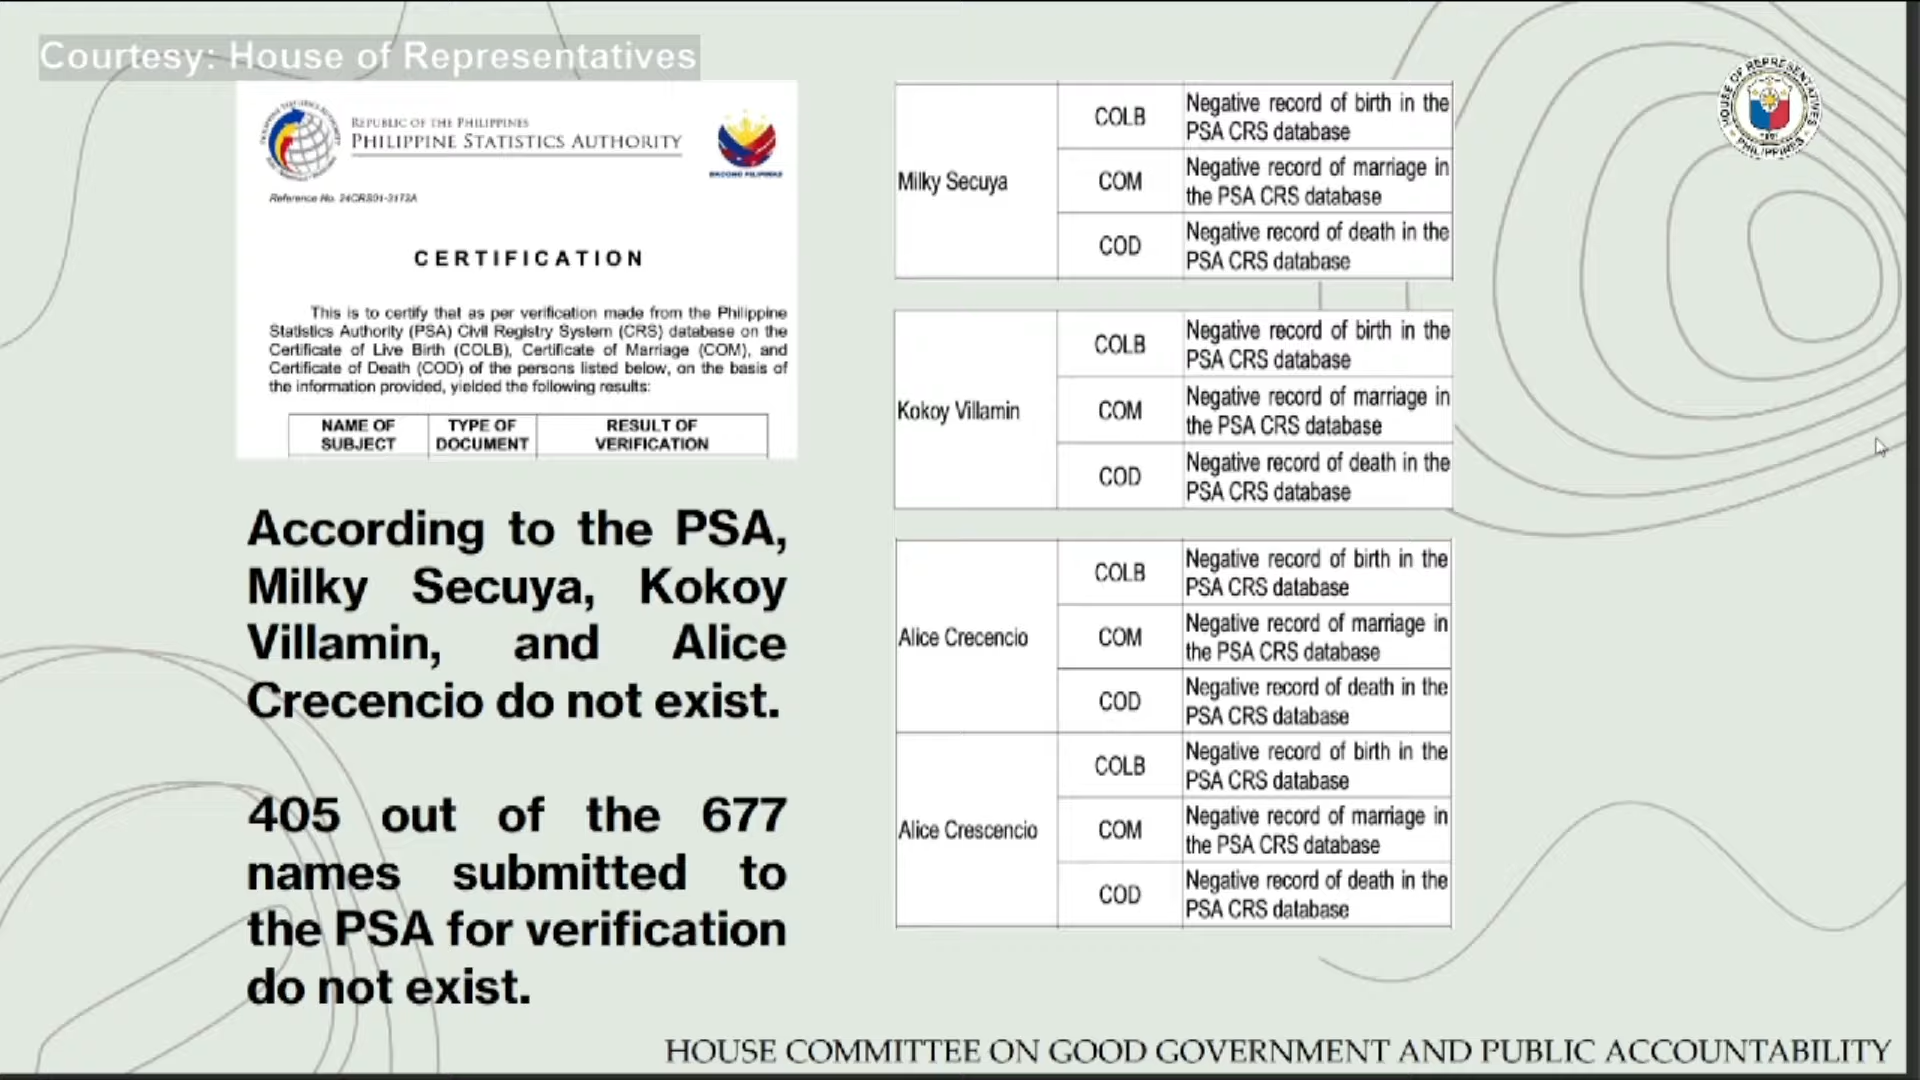 Courtesy: House of Representatives
REPUBLIC OF THE PHILIPPINES
PHILIPPINE STATISTICS AUTHORITY
BAGONG PILIPINAS
Reference No. 24CRS01-3173A
CERTIFICATION
This is to certify that as per verification made from the Philippine
Statistics Authority (PSA) Civil Registry System (CRS) database on the
Certificate of Live Birth (COLB), Certificate of Marriage (COM), and
Certificate of Death (COD) of the persons listed below, on the basis of
the information provided, yielded the following results:
NAME OF SUBJECT
TYPE OF DOCUMENT
RESULT OF VERIFICATION
According to the PSA,
Milky Secuya, Kokoy
Villamin, and Alice
Crecencio do not exist.
405 out of the 677
names submitted to
the PSA for verification
do not exist.
Milky Secuya
COLB
Negative record of birth in the
PSA CRS database
COM
Negative record of marriage in
the PSA CRS database
COD
Negative record of death in the
PSA CRS database
Kokoy Villamin
COLB
Negative record of birth in the
PSA CRS database
COM
Negative record of marriage in
the PSA CRS database
COD
Negative record of death in the
PSA CRS database
Alice Crecencio
COLB
Negative record of birth in the
PSA CRS database
COM
Negative record of marriage in
the PSA CRS database
COD
Negative record of death in the
PSA CRS database
Alice Crescencio
COLB
Negative record of birth in the
PSA CRS database
COM
Negative record of marriage in
the PSA CRS database
COD
Negative record of death in the
PSA CRS database
HOUSE OF REPRESENTATIVES
PHILIPPINES
HOUSE COMMITTEE ON GOOD GOVERNMENT AND PUBLIC ACCOUNTABILITY